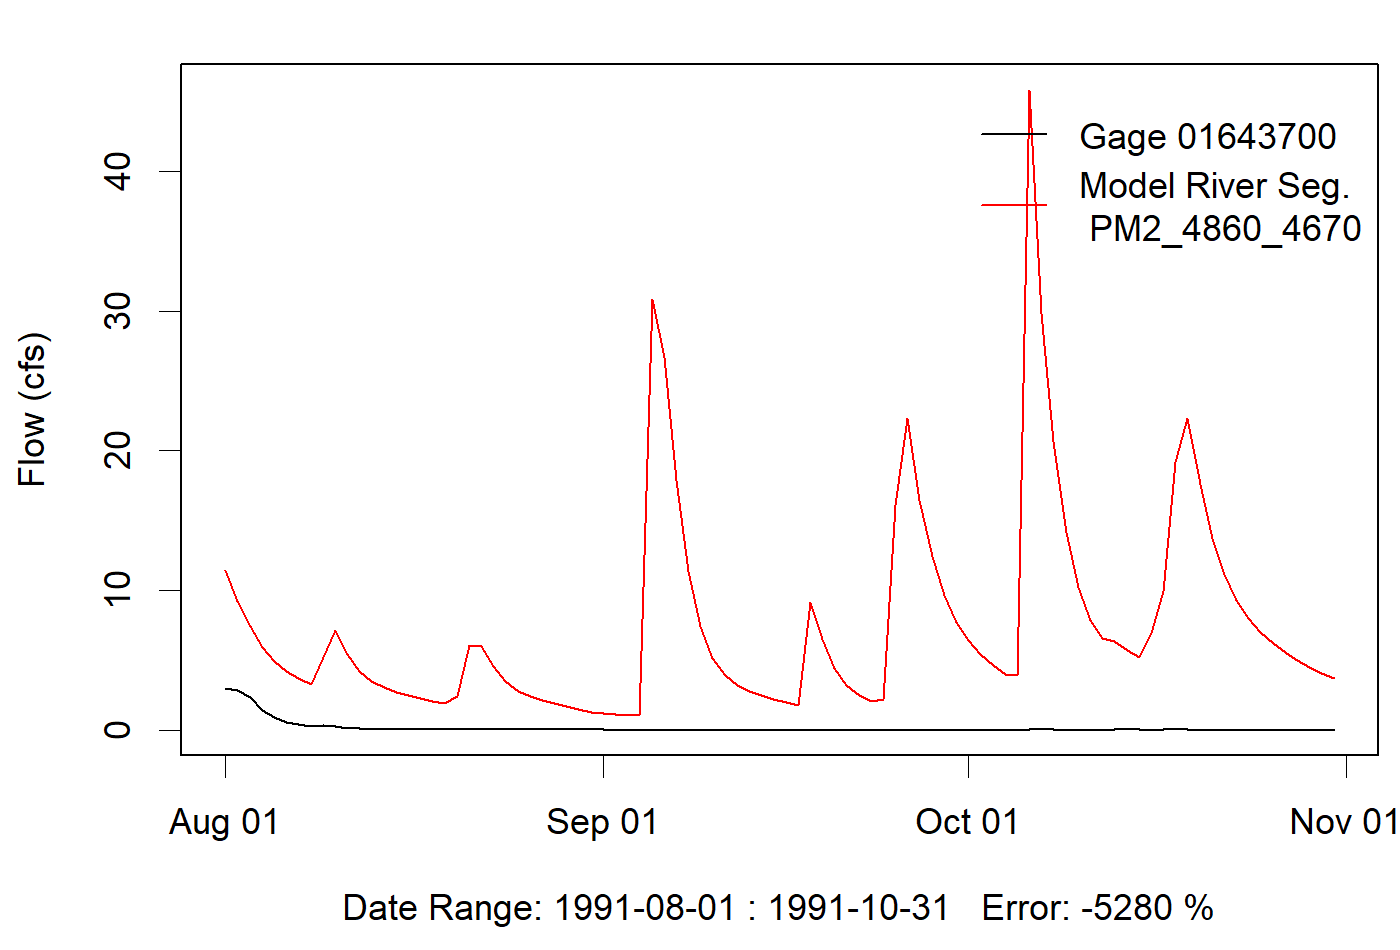 Gage 01643700
Model River Seg.
PM2_4860_4670
Flow (cfs)
40
30
20
10
0
Aug 01
Sep 01
Oct 01
Nov 01
Date Range: 1991-08-01 : 1991-10-31 Error: -5280 %